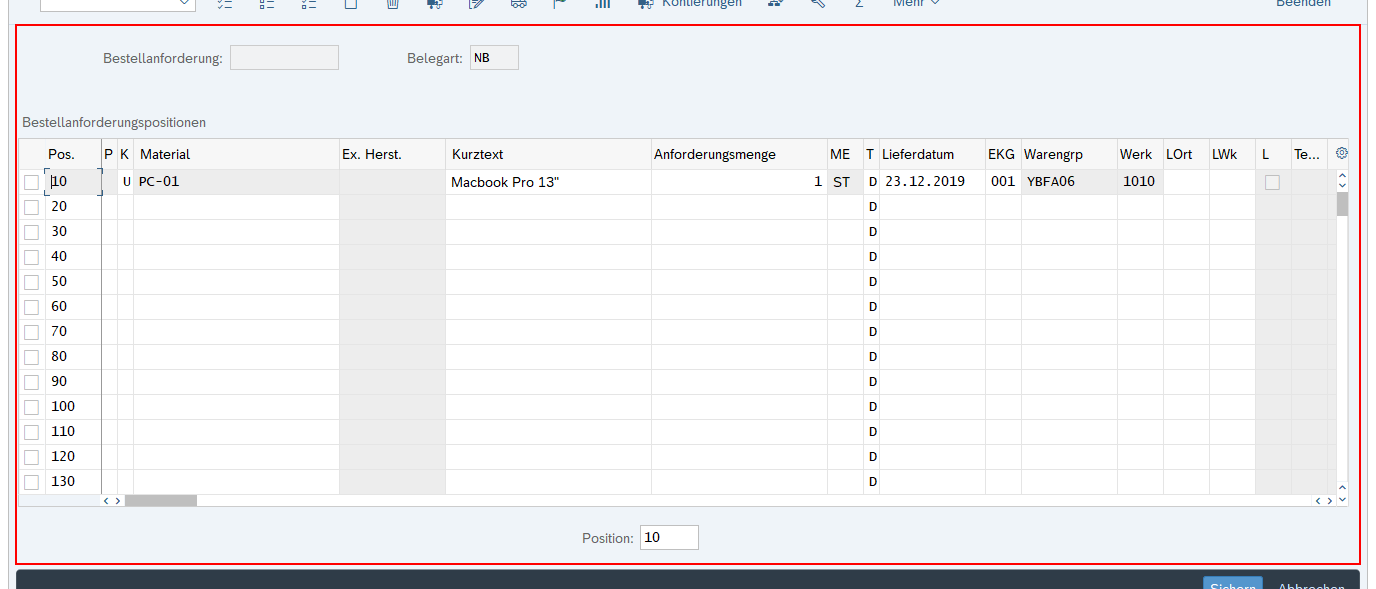 Kontierungen Mehr Beenden
Bestellanforderung: Belegart: NB
Bestellanforderungspositionen
Pos. P K Material Ex. Herst. Kurztext Anforderungsmenge ME T Lieferdatum EKG Warengrp Werk LOrt LWk L Te...
10 U PC-01 Macbook Pro 13" 1 ST D 23.12.2019 001 YBFA06 1010
20 D
30 D
40 D
50 D
60 D
70 D
80 D
90 D
100 D
110 D
120 D
130 D
Position: 10
Sichern Abbrechen